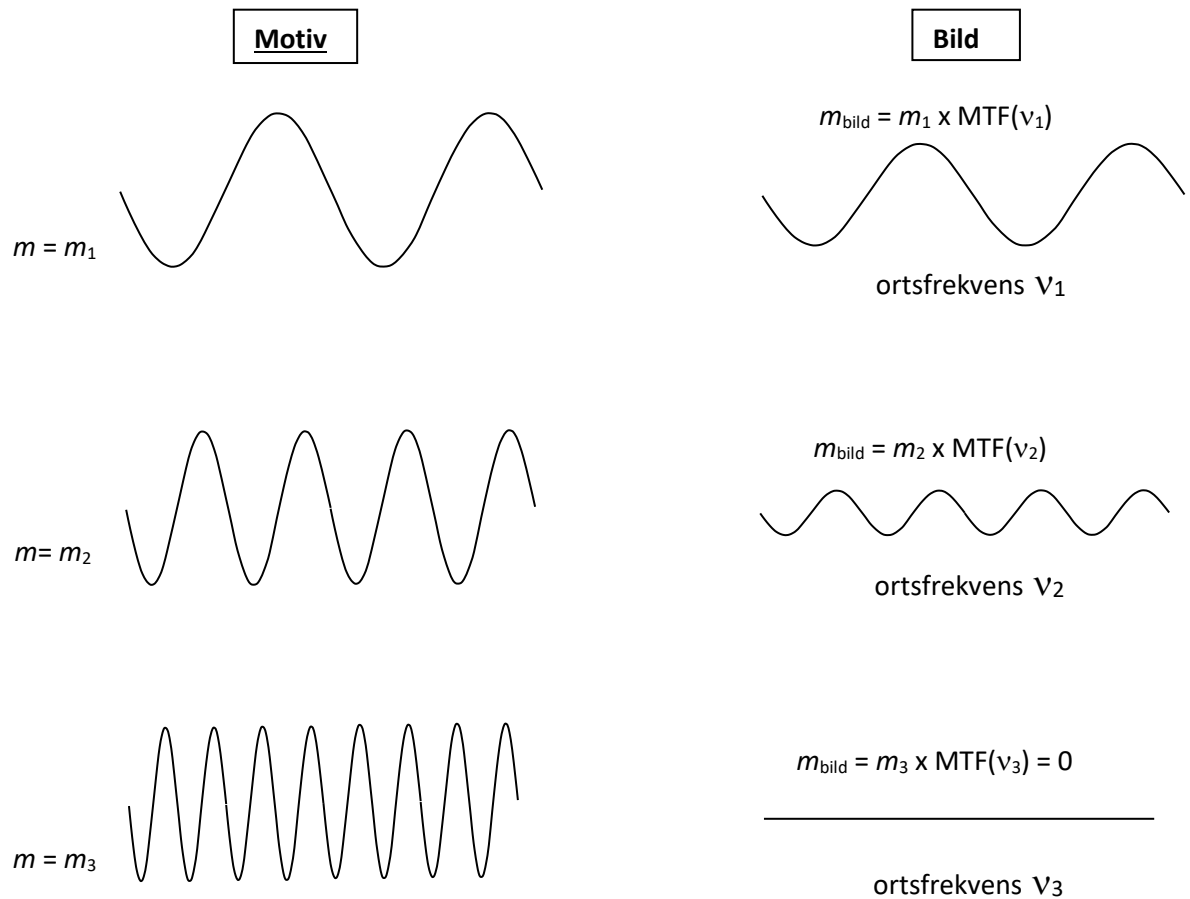 Motiv
Bild
m = m₁
m_bild = m₁ x MTF(ν₁)
ortsfrekvens ν₁
m= m₂
m_bild = m₂ x MTF(ν₂)
ortsfrekvens ν₂
m = m₃
m_bild = m₃ x MTF(ν₃) = 0
ortsfrekvens ν₃